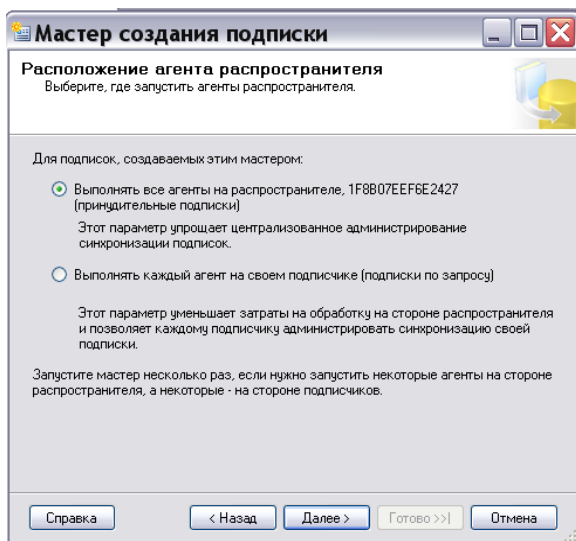 Мастер создания подписки
Расположение агента распространителя
Выберите, где запустить агенты распространителя.
Для подписок, создаваемых этим мастером:
Выполнять все агенты на распространителе, 1F8B07EEF6E2427
(принудительные подписки)
Этот параметр упрощает централизованное администрирование
синхронизации подписок.
Выполнять каждый агент на своем подписчике (подписки по запросу)
Этот параметр уменьшает затраты на обработку на стороне распространителя
и позволяет каждому подписчику администрировать синхронизацию своей
подписки.
Запустите мастер несколько раз, если нужно запустить некоторые агенты на стороне
распространителя, а некоторые - на стороне подписчиков.
Справка
< Назад
Далее >
Готово >>|
Отмена